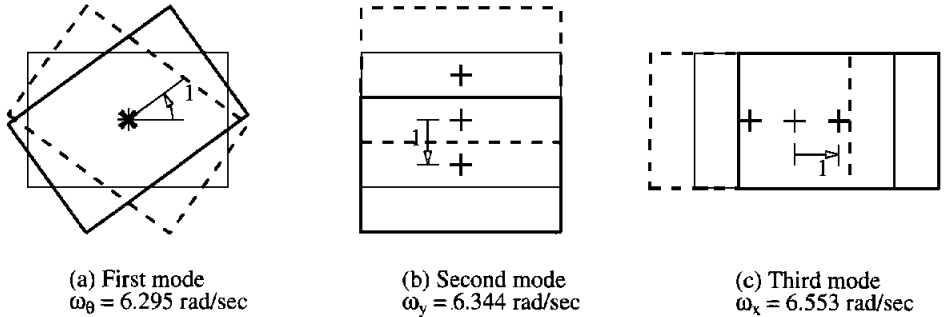 1
1
1
(a) First mode
ωθ = 6.295 rad/sec
(b) Second mode
ωy = 6.344 rad/sec
(c) Third mode
ωx = 6.553 rad/sec